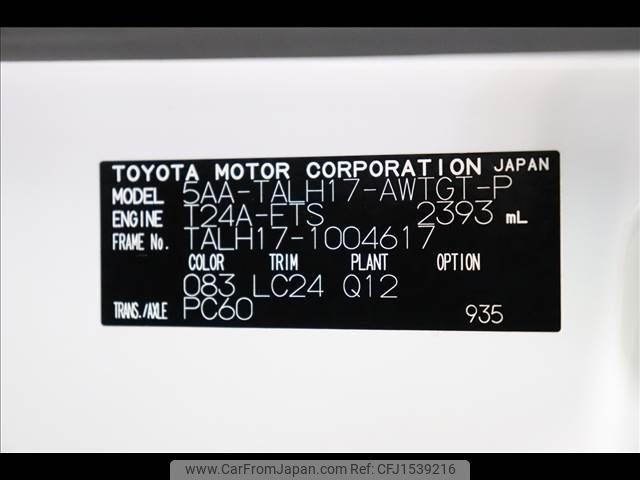 TOYOTA MOTOR CORPORATION JAPAN
MODEL 5AA-TALH17-AWTGT-P
ENGINE T24A-FTS 2393 mL
FRAME No. TALH17-1004617
COLOR TRIM PLANT OPTION
083 LC24 Q12
TRANS./AXLE PC60 935
www.CarFromJapan.com CFJ1539216